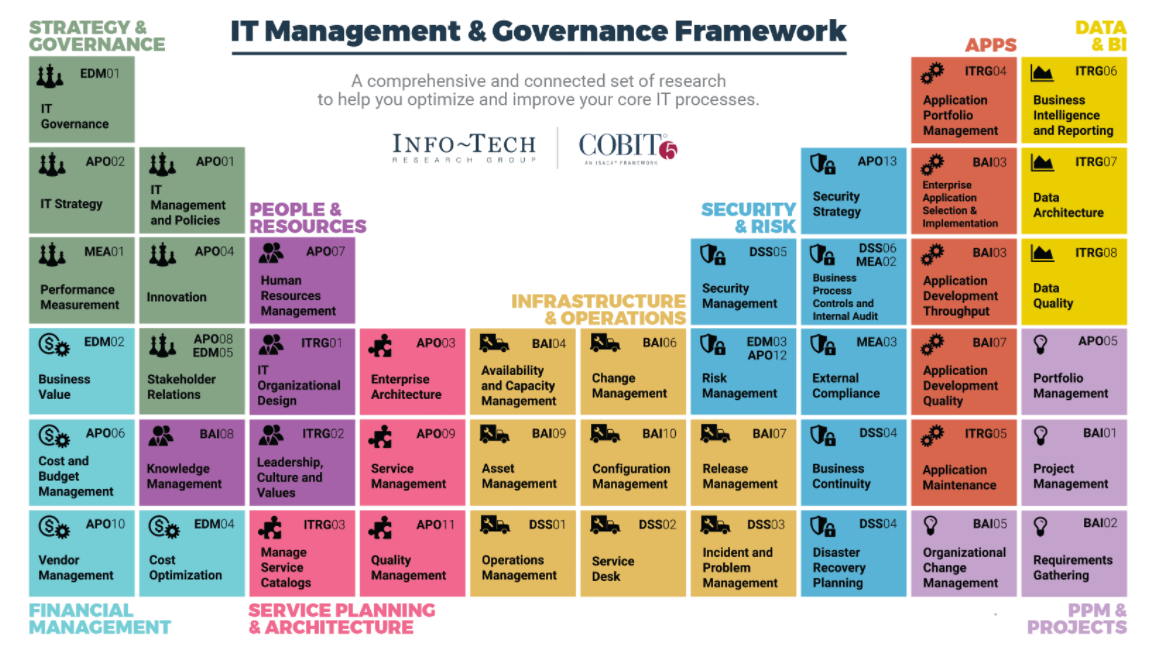 STRATEGY &
GOVERNANCE
IT Management & Governance Framework
A comprehensive and connected set of research
to help you optimize and improve your core IT processes.
INFO~TECH
RESEARCH GROUP
COBIT 5
AN ISACA® FRAMEWORK
APPS
DATA
& BI
EDM01
IT
Governance
ITRG04
Application
Portfolio
Management
ITRG06
Business
Intelligence
and Reporting
APO02
IT Strategy
APO01
IT
Management
and Policies
PEOPLE &
RESOURCES
SECURITY
& RISK
APO13
Security
Strategy
BAI03
Enterprise
Application
Selection &
Implementation
ITRG07
Data
Architecture
MEA01
Performance
Measurement
APO04
Innovation
APO07
Human
Resources
Management
INFRASTRUCTURE
& OPERATIONS
DSS05
Security
Management
DSS06
MEA02
Business
Process
Controls and
Internal Audit
BAI03
Application
Development
Throughput
ITRG08
Data
Quality
EDM02
Business
Value
APO08
EDM05
Stakeholder
Relations
ITRG01
IT
Organizational
Design
APO03
Enterprise
Architecture
BAI04
Availability
and Capacity
Management
BAI06
Change
Management
EDM03
APO12
Risk
Management
MEA03
External
Compliance
BAI07
Application
Development
Quality
APO05
Portfolio
Management
APO06
Cost and
Budget
Management
BAI08
Knowledge
Management
ITRG02
Leadership,
Culture and
Values
APO09
Service
Management
BAI09
Asset
Management
BAI10
Configuration
Management
BAI07
Release
Management
DSS04
Business
Continuity
ITRG05
Application
Maintenance
BAI01
Project
Management
APO10
Vendor
Management
EDM04
Cost
Optimization
ITRG03
Manage
Service
Catalogs
APO11
Quality
Management
DSS01
Operations
Management
DSS02
Service
Desk
DSS03
Incident and
Problem
Management
DSS04
Disaster
Recovery
Planning
BAI05
Organizational
Change
Management
BAI02
Requirements
Gathering
FINANCIAL
MANAGEMENT
SERVICE PLANNING
& ARCHITECTURE
PPM &
PROJECTS